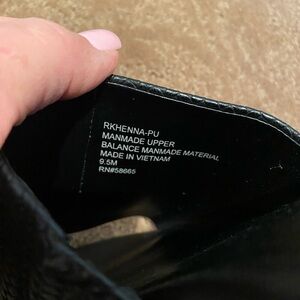 RKHENNA-PU
MANMADE UPPER
BALANCE MANMADE MATERIAL
MADE IN VIETNAM
9.5M
RN#58665